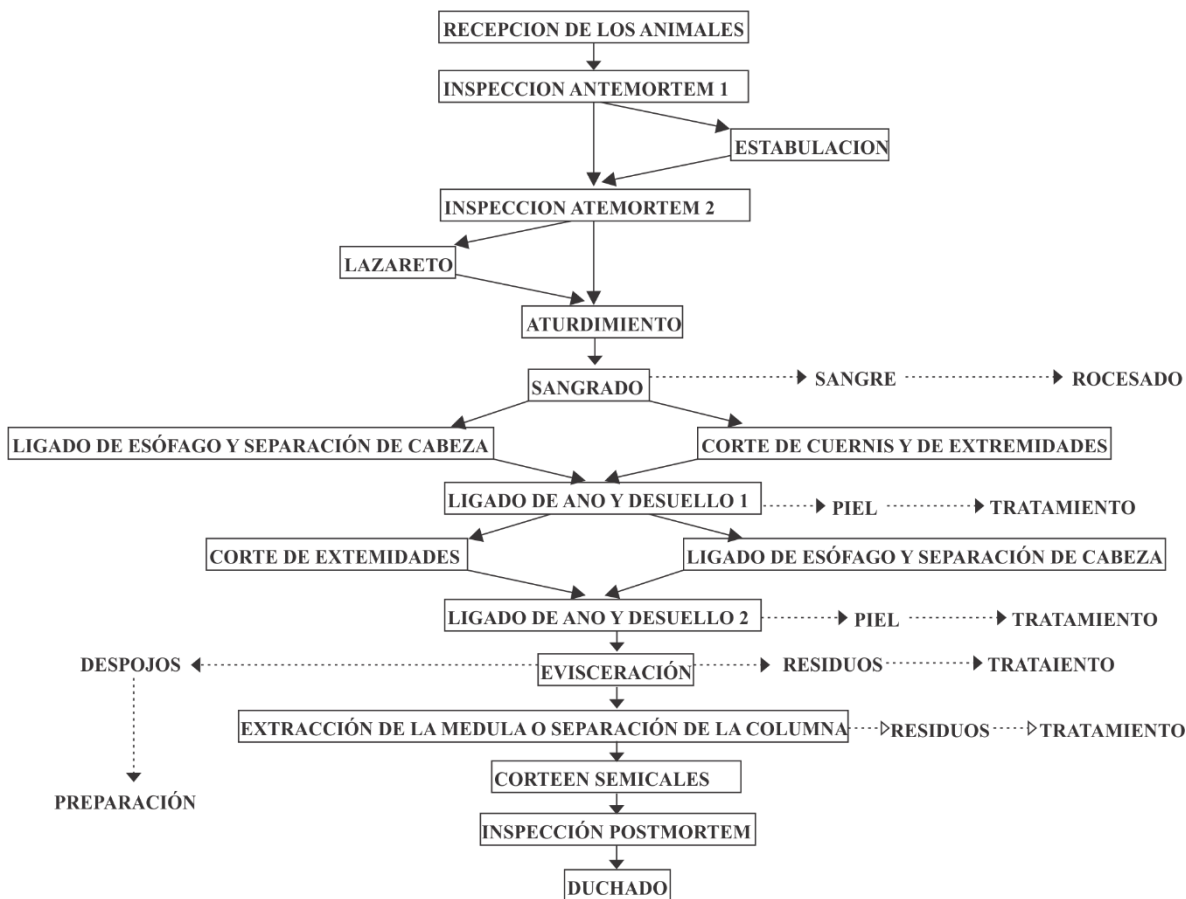 RECEPCION DE LOS ANIMALES
INSPECCION ANTEMORTEM 1
ESTABULACION
INSPECCION ATEMORTEM 2
LAZARETO
ATURDIMIENTO
SANGRADO
SANGRE
ROCESADO
LIGADO DE ESÓFAGO Y SEPARACIÓN DE CABEZA
CORTE DE CUERNIS Y DE EXTREMIDADES
LIGADO DE ANO Y DESUELLO 1
PIEL
TRATAMIENTO
CORTE DE EXTEMIDADES
LIGADO DE ESÓFAGO Y SEPARACIÓN DE CABEZA
LIGADO DE ANO Y DESUELLO 2
PIEL
TRATAMIENTO
DESPOJOS
EVISCERACIÓN
RESIDUOS
TRATAIENTO
EXTRACCIÓN DE LA MEDULA O SEPARACIÓN DE LA COLUMNA
RESIDUOS
TRATAMIENTO
CORTEEN SEMICALES
PREPARACIÓN
INSPECCIÓN POSTMORTEM
DUCHADO